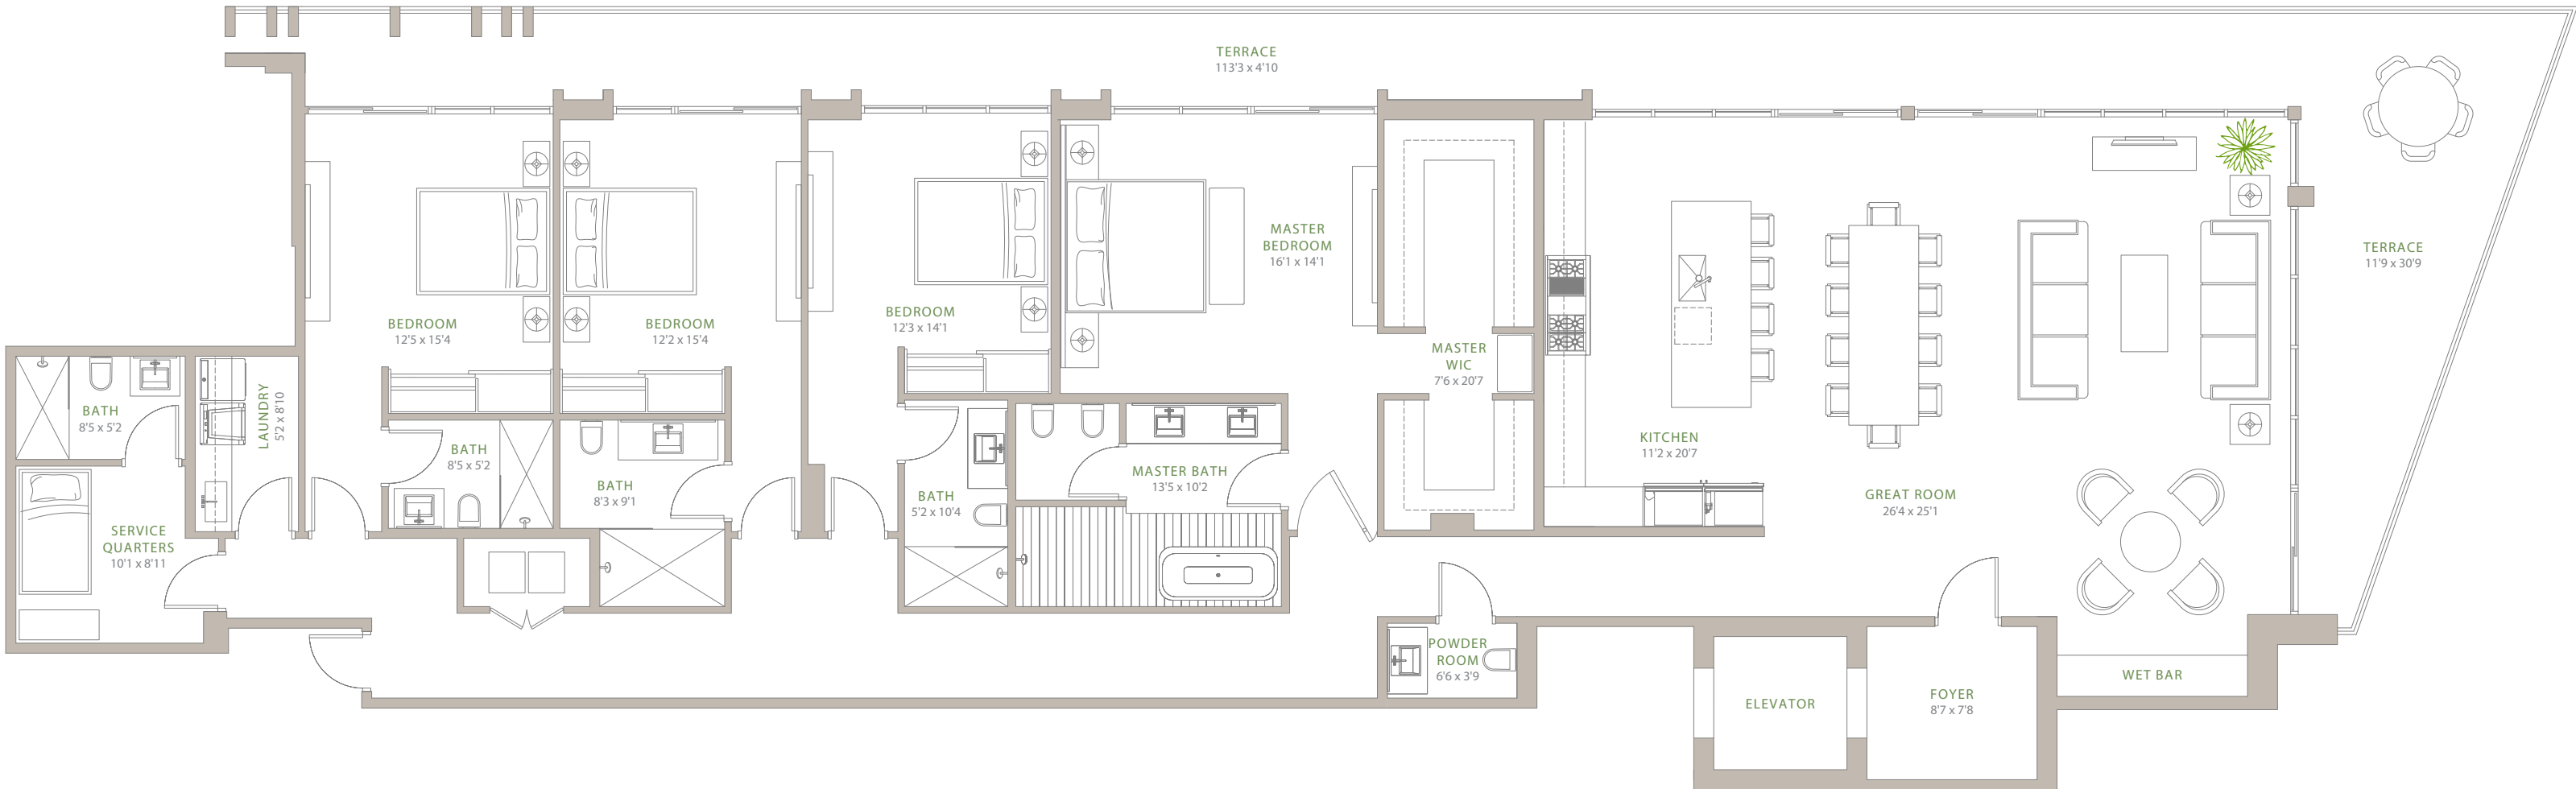 TERRACE
113'3 x 4'10
TERRACE
11'9 x 30'9
BEDROOM
12'5 x 15'4
BEDROOM
12'2 x 15'4
BEDROOM
12'3 x 14'1
MASTER
BEDROOM
16'1 x 14'1
MASTER
WIC
7'6 x 20'7
KITCHEN
11'2 x 20'7
GREAT ROOM
26'4 x 25'1
BATH
8'5 x 5'2
LAUNDRY
5'2 x 8'10
BATH
8'5 x 5'2
BATH
8'3 x 9'1
BATH
5'2 x 10'4
MASTER BATH
13'5 x 10'2
SERVICE
QUARTERS
10'1 x 8'11
POWDER
ROOM
6'6 x 3'9
ELEVATOR
FOYER
8'7 x 7'8
WET BAR